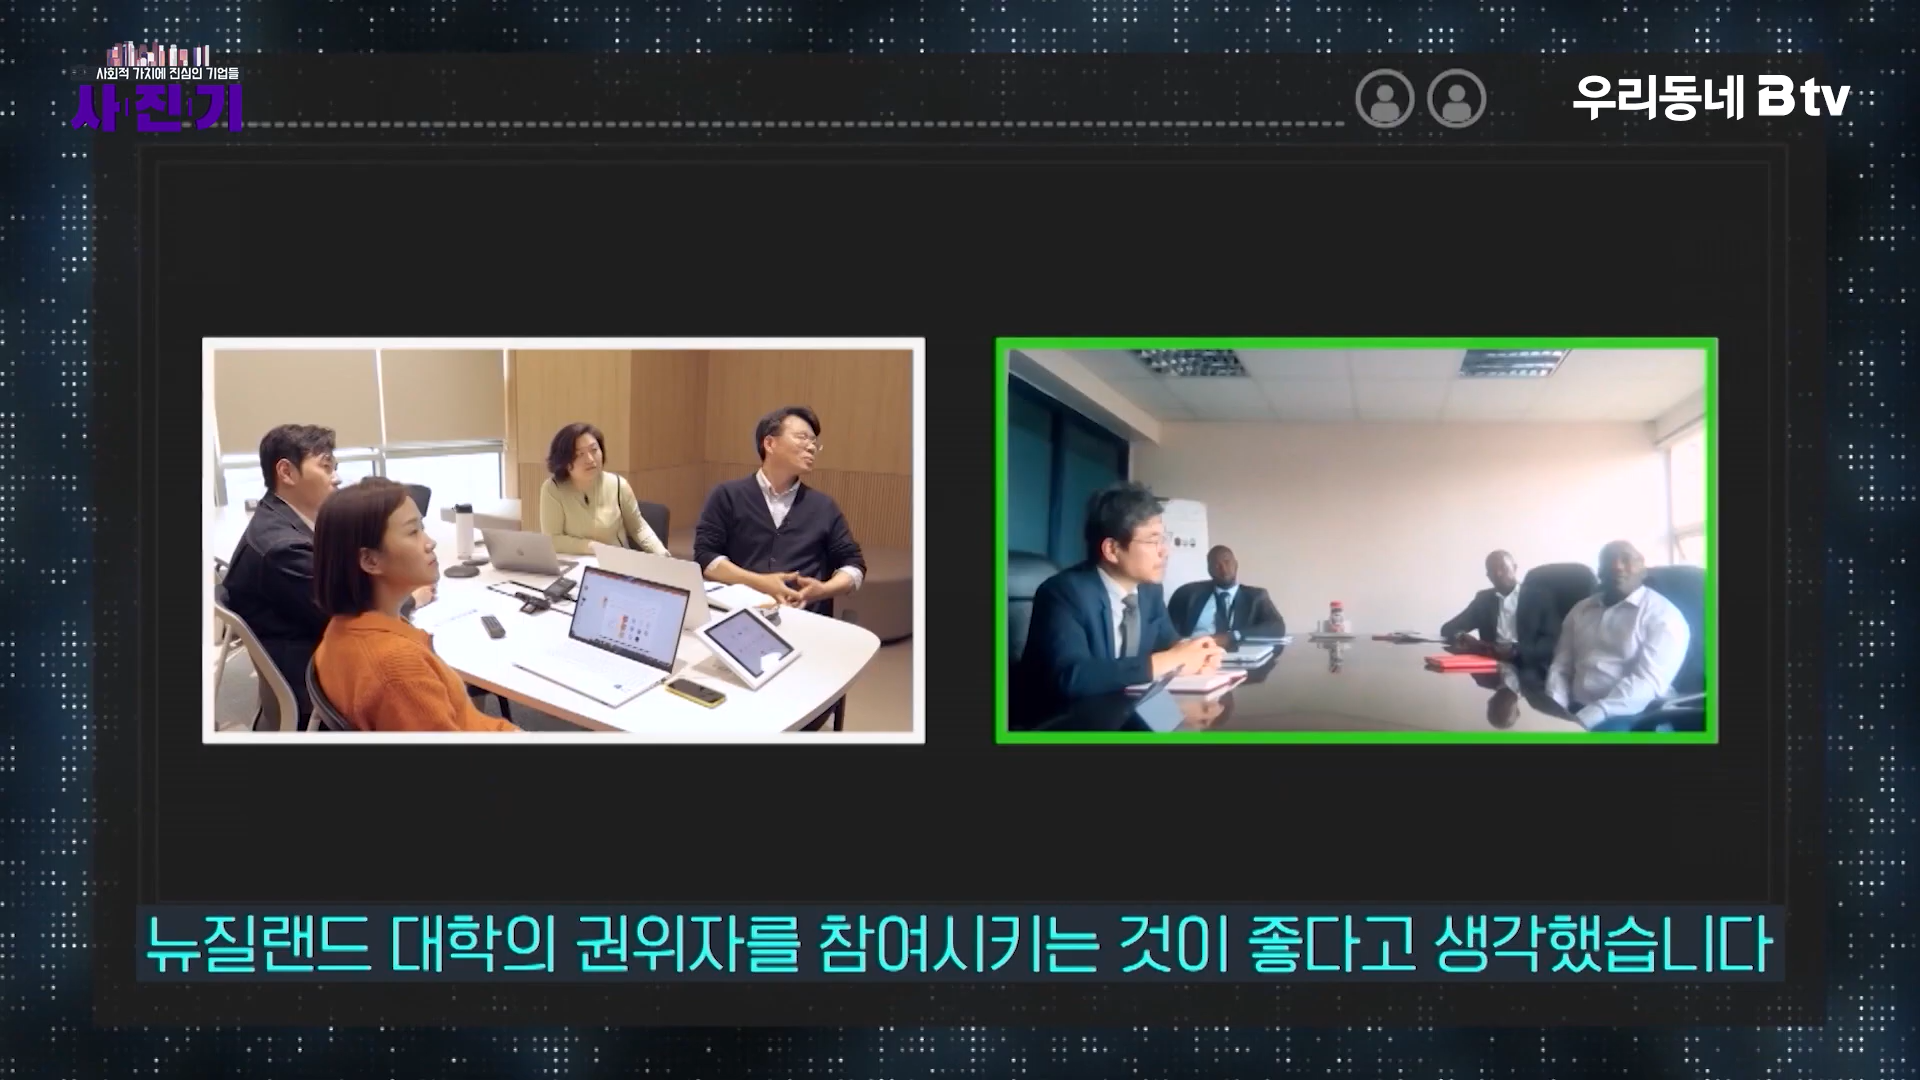 사회적 가치에 진심인 기업들
사진기
우리동네 B tv
뉴질랜드 대학의 권위자를 참여시키는 것이 좋다고 생각했습니다